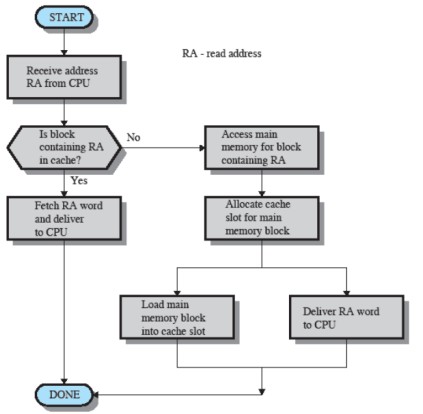 START
RA - read address
Receive address
RA from CPU
Is block
containing RA
in cache?
No
Access main
memory for block
containing RA
Yes
Fetch RA word
and deliver
to CPU
Allocate cache
slot for main
memory block
Load main
memory block
into cache slot
Deliver RA word
to CPU
DONE